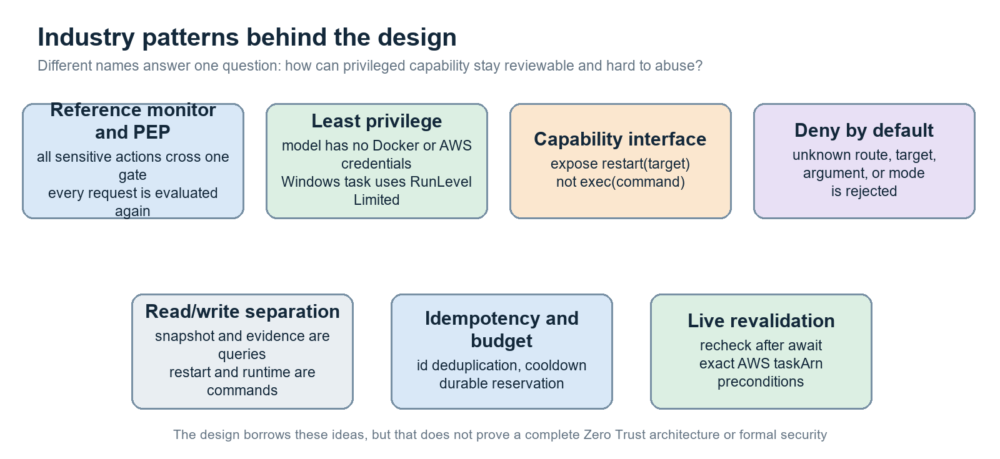 Industry patterns behind the design
Different names answer one question: how can privileged capability stay reviewable and hard to abuse?
Reference monitor
and PEP
all sensitive actions cross one
gate
every request is evaluated
again
Least privilege
model has no Docker or AWS
credentials
Windows task uses RunLevel
Limited
Capability interface
expose restart(target)
not exec(command)
Deny by default
unknown route, target,
argument, or mode
is rejected
Read/write separation
snapshot and evidence are
queries
restart and runtime are
commands
Idempotency and
budget
id deduplication, cooldown
durable reservation
Live revalidation
recheck after await
exact AWS taskArn
preconditions
The design borrows these ideas, but that does not prove a complete Zero Trust architecture or formal security